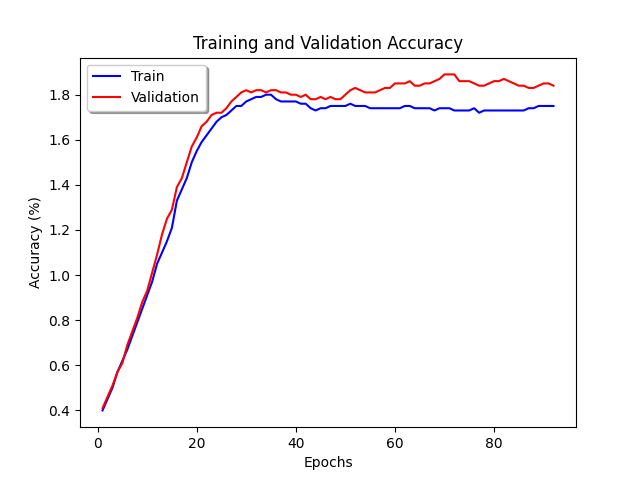 Training and Validation Accuracy
Train
Validation
Accuracy (%)
1.8
1.6
1.4
1.2
1.0
0.8
0.6
0.4
0 20 40 60 80
Epochs